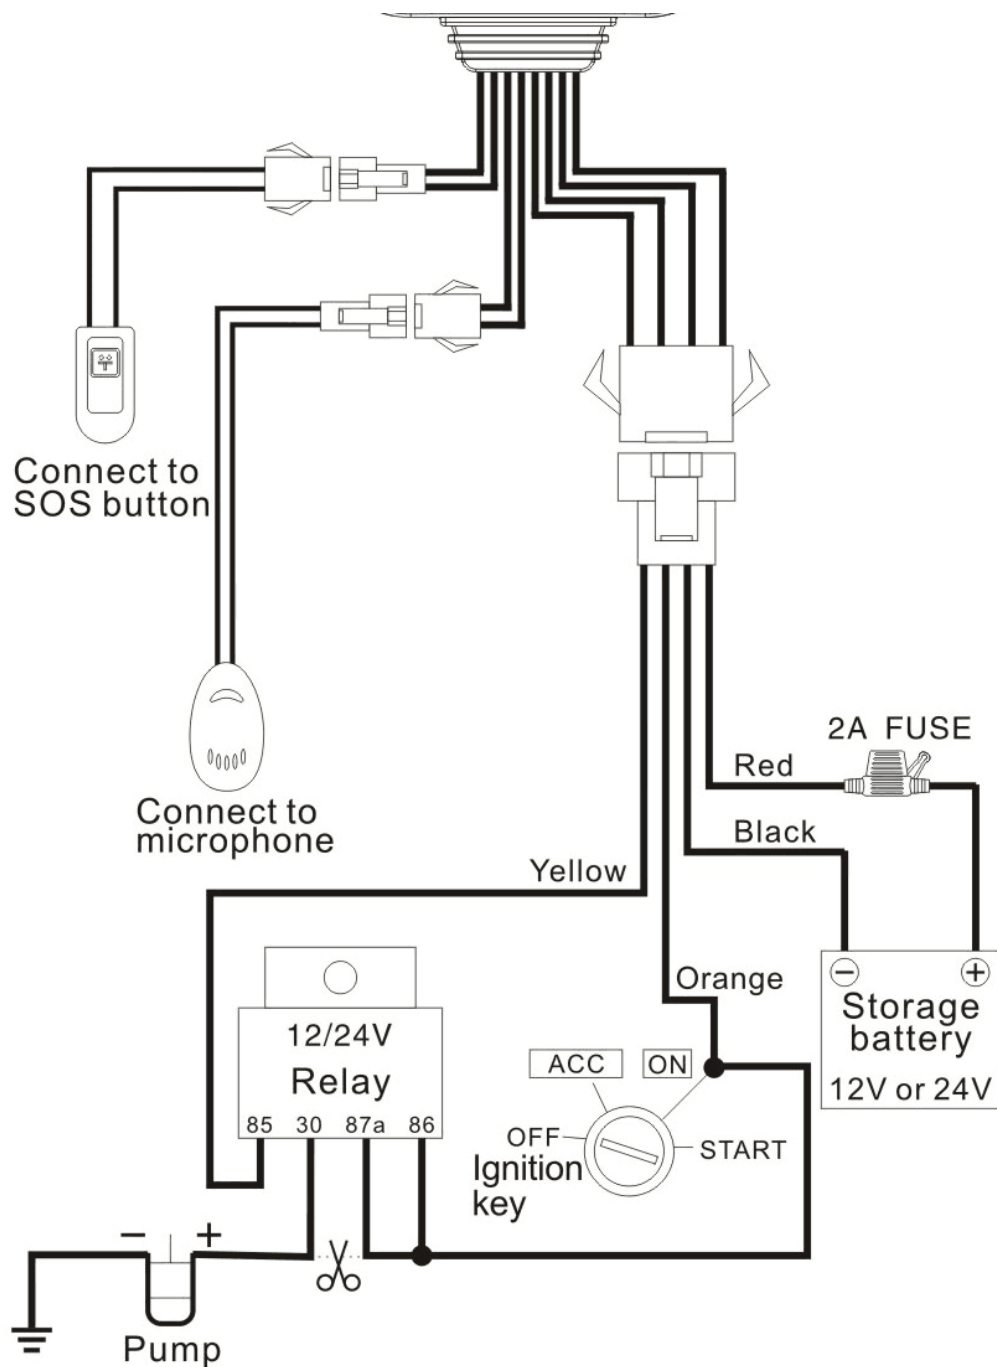 Connect to
SOS button
Connect to
microphone
2A FUSE
Red
Black
Yellow
Orange
12/24V
Relay
85 30 87a 86
ACC ON
OFF START
Ignition
key
− +
Storage
battery
12V or 24V
− +
Pump